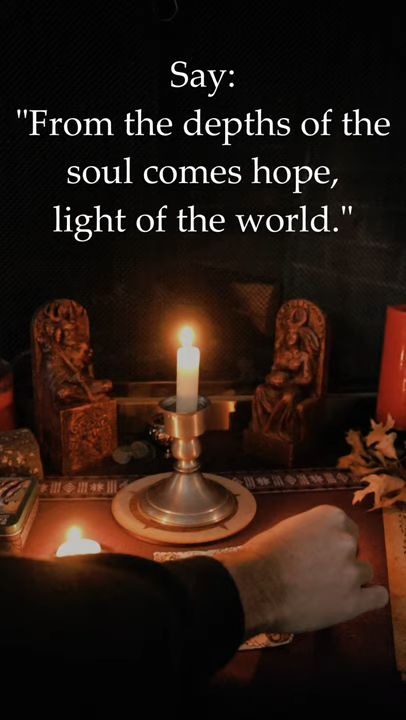 Say:
"From the depths of the
soul comes hope,
light of the world."